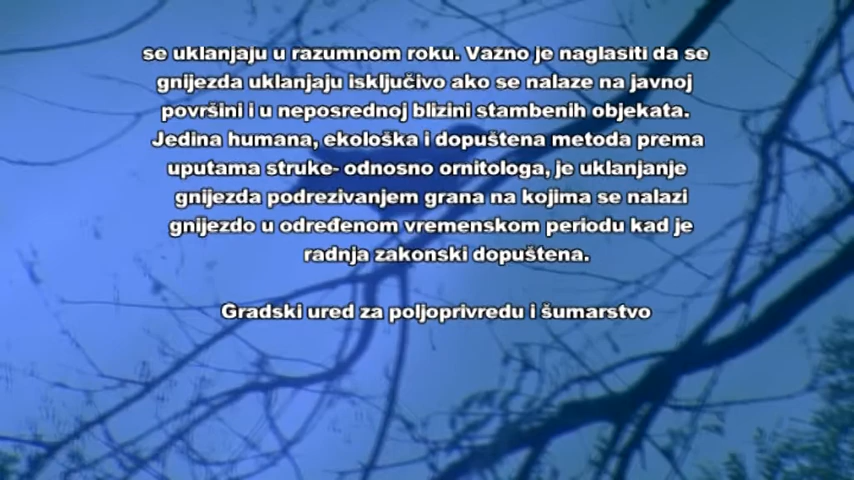 se uklanjaju u razumnom roku. Važno je naglasiti da se
gnijezda uklanjaju isključivo ako se nalaze na javnoj
površini i u neposrednoj blizini stambenih objekata.
Jedina humana, ekološka i dopuštena metoda prema
uputama struke- odnosno ornitologa, je uklanjanje
gnijezda podrezivanjem grana na kojima se nalazi
gnijezdo u određenom vremenskom periodu kad je
radnja zakonski dopuštena.
Gradski ured za poljoprivredu i šumarstvo